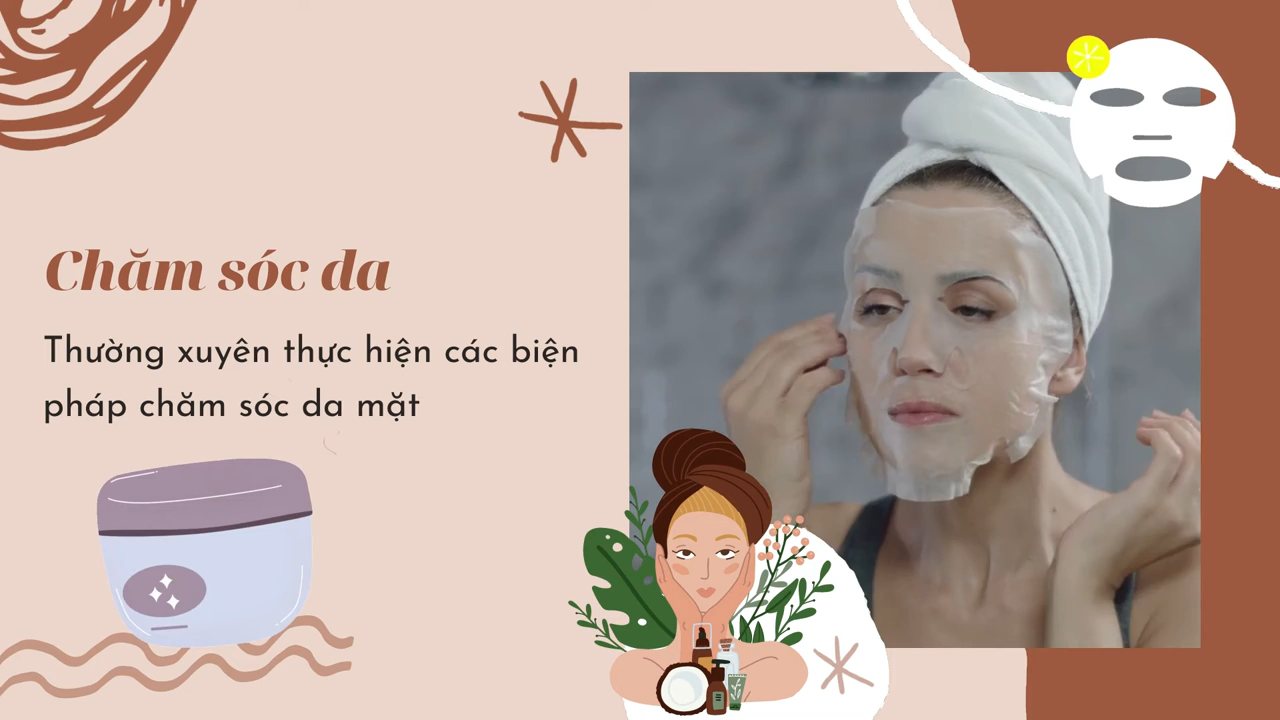 Chăm sóc da
Thường xuyên thực hiện các biện
pháp chăm sóc da mặt